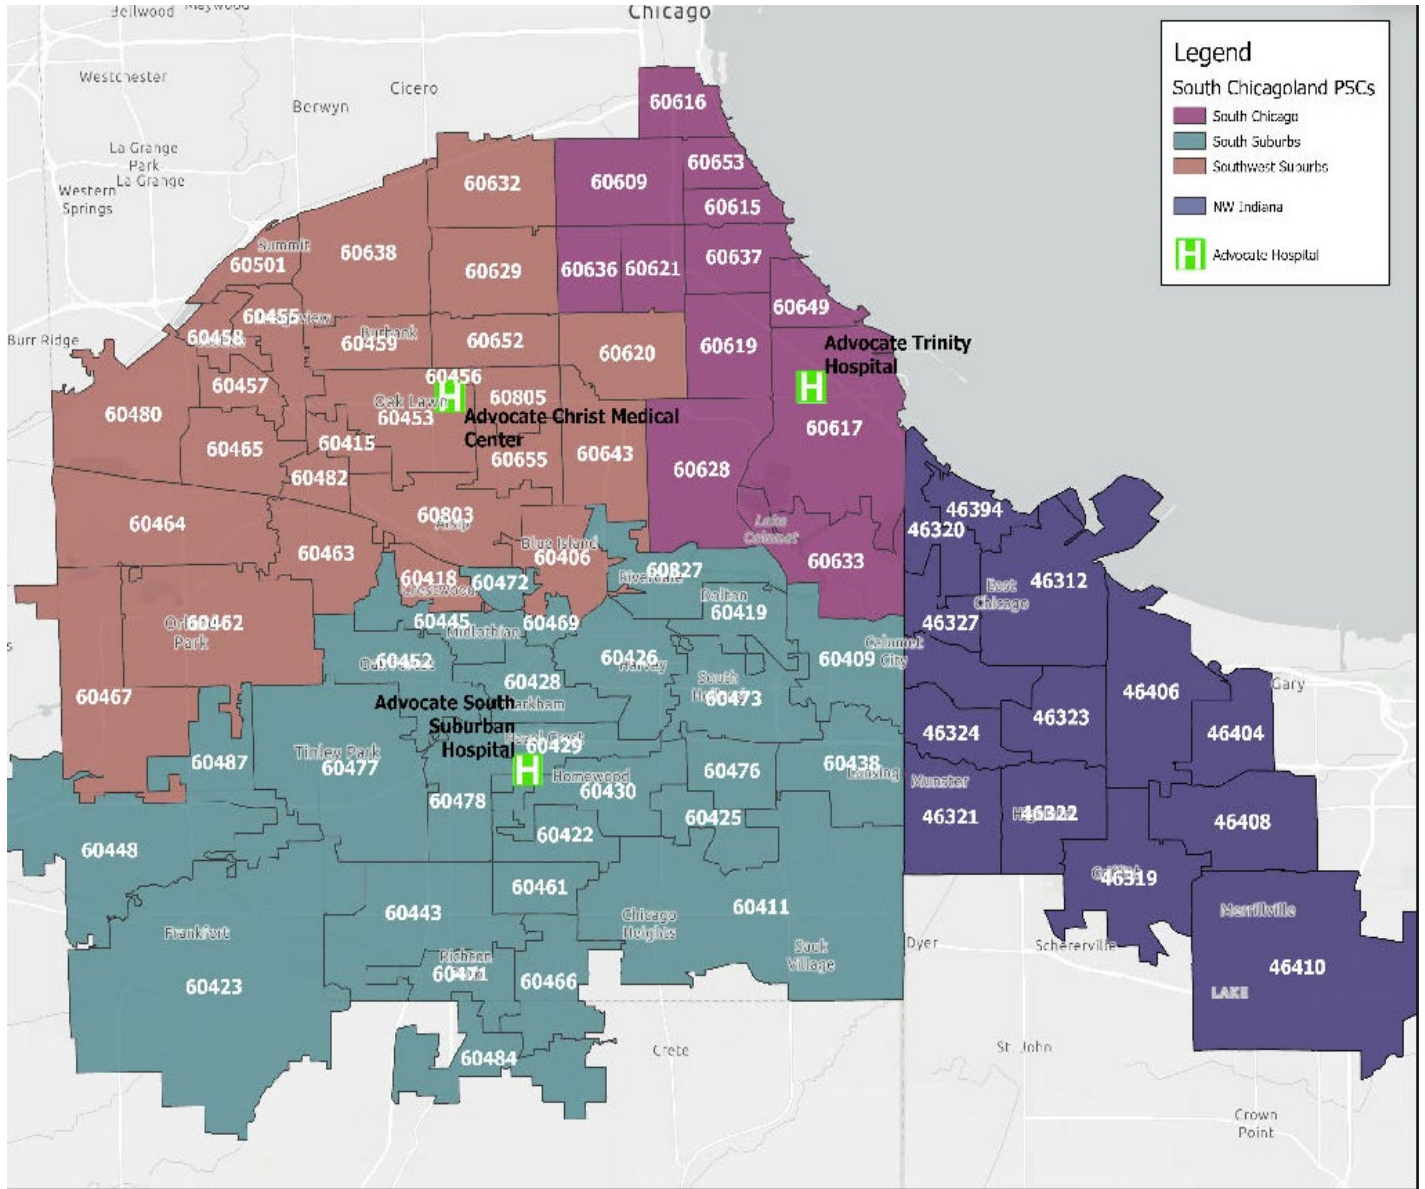 Chicago
Bellwood
Maywood
Westchester
Cicero
Berwyn
La Grange
Park
La Grange
Western
Springs
Burr Ridge
Legend
South Chicagoland PSCs
South Chicago
South Suburbs
Southwest Suburbs
NW Indiana
H
Advocate Hospital
60616
60653
60632
60609
60615
Summit
60501
60638
60629
60636
60621
60637
60649
60455
60458
Burbank
60459
60652
60620
60619
Advocate Trinity
Hospital
H
60457
60456
H
60805
Oak Lawn
60453
Advocate Christ Medical
Center
60480
60465
60415
60482
60655
60643
60628
60617
60464
60463
60803
Alsip
Blue Island
60406
Lake
Calumet
60633
46394
46320
60418
Crestwood
60472
60827
Riverdale
Dalton
60419
East
Chicago
46312
46327
60462
Park
60445
Midlothian
60469
60452
60426
Harvey
60409
Calumet
City
60467
60428
Markham
South
60473
46406
Gary
46404
46323
46324
Advocate South
Suburban
Hospital
H
60429
60487
Tinley Park
60477
60478
Homewood
60430
60476
60438
Lansing
60425
60422
Munster
46321
46322
46408
60448
60461
46319
60443
60411
Chicago
Heights
Merrillville
Frankfort
60423
Richton
60471
60466
Sauk
Village
Dyer
Schererville
46410
LAKE
60484
Crete
St. John
Crown
Point